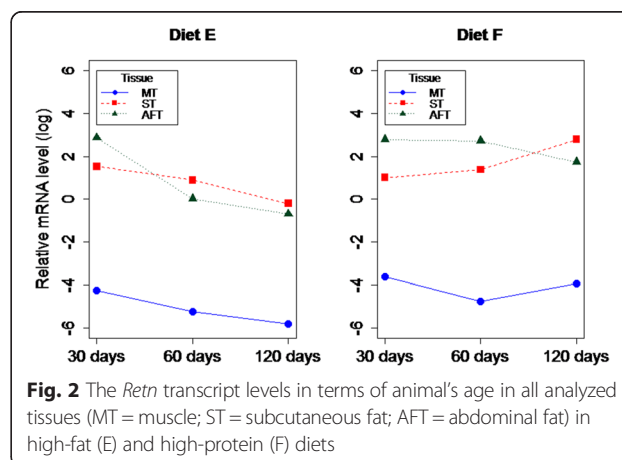 Diet E
Diet F
Relative mRNA level (log)
6
4
2
0
-2
-4
-6
Tissue
MT
ST
AFT
30 days
60 days
120 days
6
4
2
0
-2
-4
-6
Tissue
MT
ST
AFT
30 days
60 days
120 days
Fig. 2 The Retn transcript levels in terms of animal's age in all analyzed
tissues (MT = muscle; ST = subcutaneous fat; AFT = abdominal fat) in
high-fat (E) and high-protein (F) diets